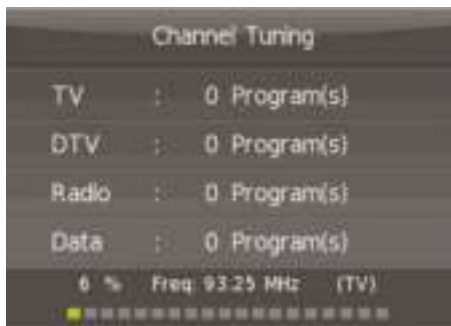 Channel Tuning
TV : 0 Program(s)
DTV : 0 Program(s)
Radio : 0 Program(s)
Data : 0 Program(s)
6 % Freq 93.25 MHz (TV)